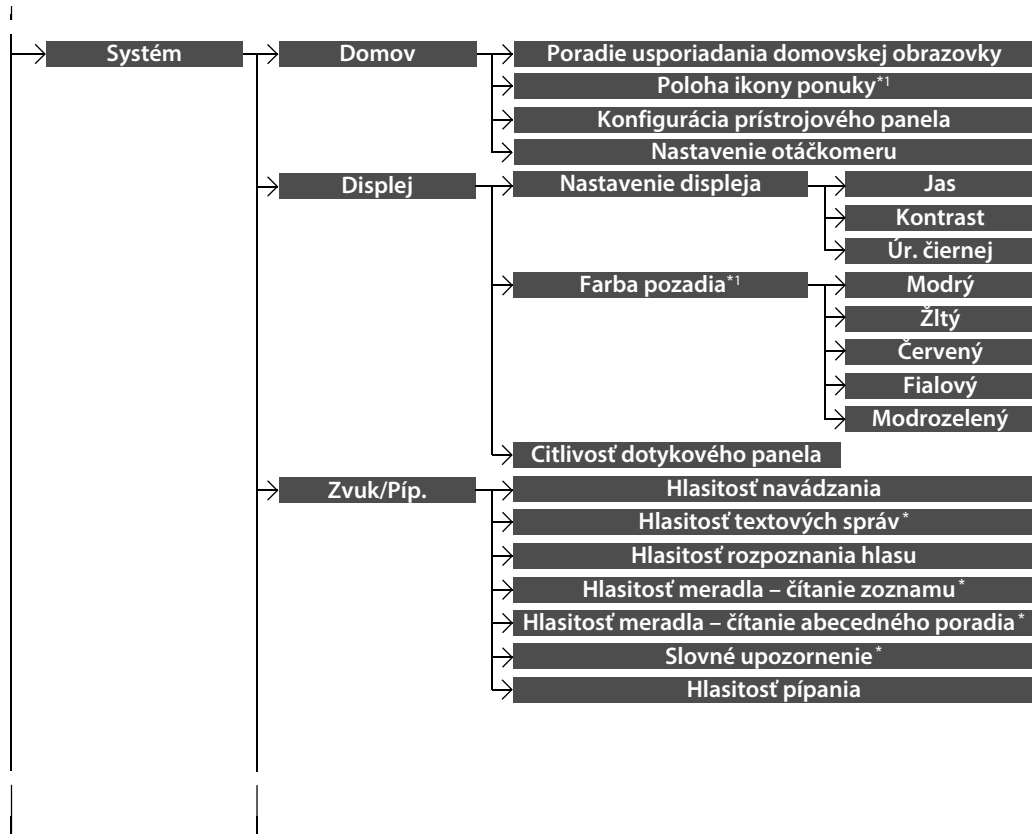 Systém
Domov
Poradie usporiadania domovskej obrazovky
Poloha ikony ponuky*1
Konfigurácia prístrojového panela
Nastavenie otáčkomeru
Displej
Nastavenie displeja
Jas
Kontrast
Úr. čiernej
Farba pozadia*1
Modrý
Žltý
Červený
Fialový
Modrozelený
Citlivosť dotykového panela
Zvuk/Píp.
Hlasitosť navádzania
Hlasitosť textových správ*
Hlasitosť rozpoznania hlasu
Hlasitosť meradla – čítanie zoznamu*
Hlasitosť meradla – čítanie abecedného poradia*
Slovné upozornenie*
Hlasitosť pípania